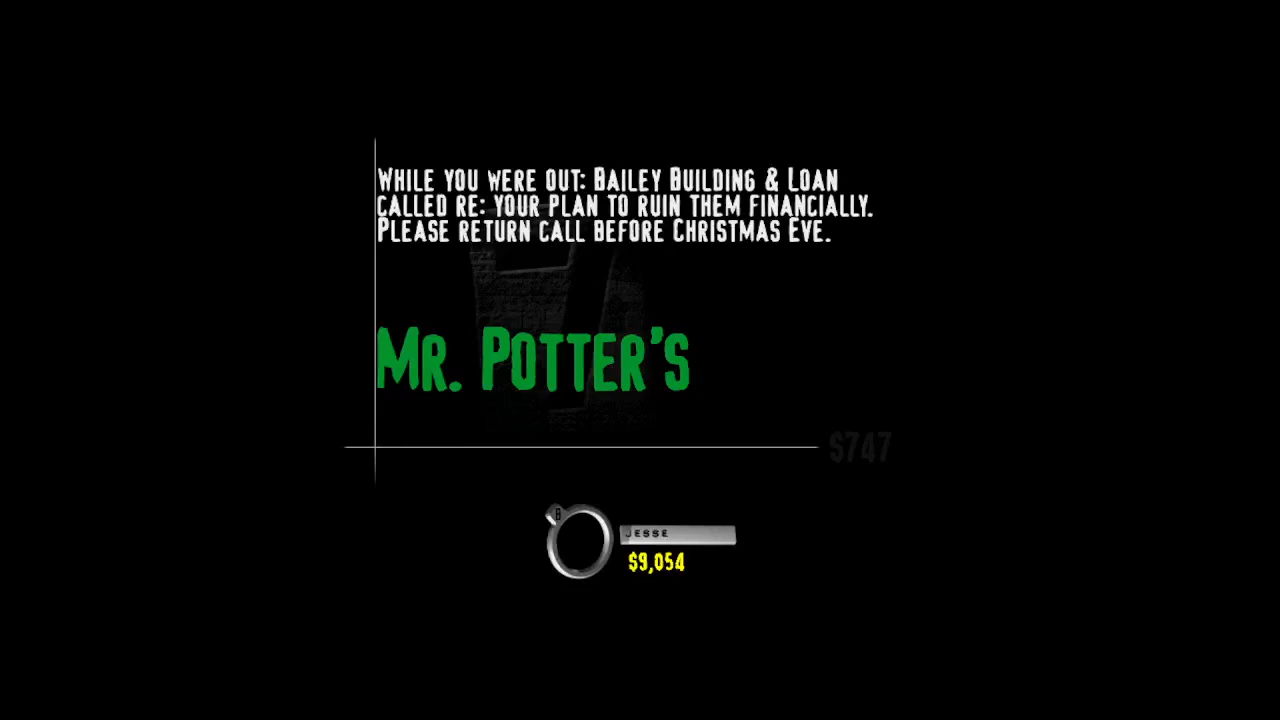 While you were out: Bailey Building & Loan
called re: your plan to ruin them financially.
Please return call before Christmas Eve.
Mr. Potter's
$747
B
Jesse
$9,054